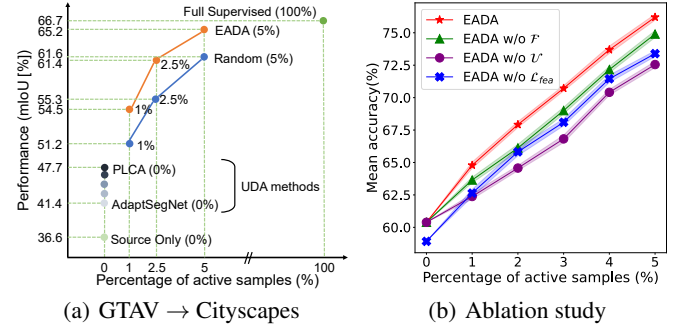 Performance (mIoU [%])
66.7
65.2
61.6
61.4
55.3
54.5
51.2
47.7
41.4
36.6
Full Supervised (100%)
EADA (5%)
Random (5%)
2.5%
2.5%
1%
1%
PLCA (0%)
UDA methods
AdaptSegNet (0%)
Source Only (0%)
0 1 2.5 5 100
Percentage of active samples (%)
(a) GTAV → Cityscapes
Mean accuracy(%)
75.0
72.5
70.0
67.5
65.0
62.5
60.0
EADA
EADA w/o F
EADA w/o U
EADA w/o L_fea
0 1 2 3 4 5
Percentage of active samples (%)
(b) Ablation study